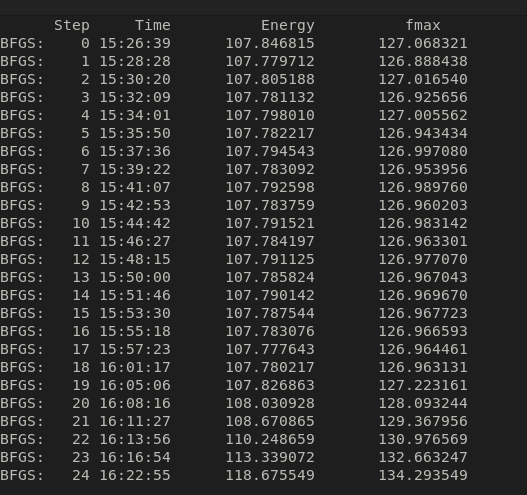 Step Time Energy fmax
BFGS: 0 15:26:39 107.846815 127.068321
BFGS: 1 15:28:28 107.779712 126.888438
BFGS: 2 15:30:20 107.805188 127.016540
BFGS: 3 15:32:09 107.781132 126.925656
BFGS: 4 15:34:01 107.798010 127.005562
BFGS: 5 15:35:50 107.782217 126.943434
BFGS: 6 15:37:36 107.794543 126.997080
BFGS: 7 15:39:22 107.783092 126.953956
BFGS: 8 15:41:07 107.792598 126.989760
BFGS: 9 15:42:53 107.783759 126.960203
BFGS: 10 15:44:42 107.791521 126.983142
BFGS: 11 15:46:27 107.784197 126.963301
BFGS: 12 15:48:15 107.791125 126.977070
BFGS: 13 15:50:00 107.785824 126.967043
BFGS: 14 15:51:46 107.790142 126.969670
BFGS: 15 15:53:30 107.787544 126.967723
BFGS: 16 15:55:18 107.783076 126.966593
BFGS: 17 15:57:23 107.777643 126.964461
BFGS: 18 16:01:17 107.780217 126.963131
BFGS: 19 16:05:06 107.826863 127.223161
BFGS: 20 16:08:16 108.030928 128.093244
BFGS: 21 16:11:27 108.670865 129.367956
BFGS: 22 16:13:56 110.248659 130.976569
BFGS: 23 16:16:54 113.339072 132.663247
BFGS: 24 16:22:55 118.675549 134.293549